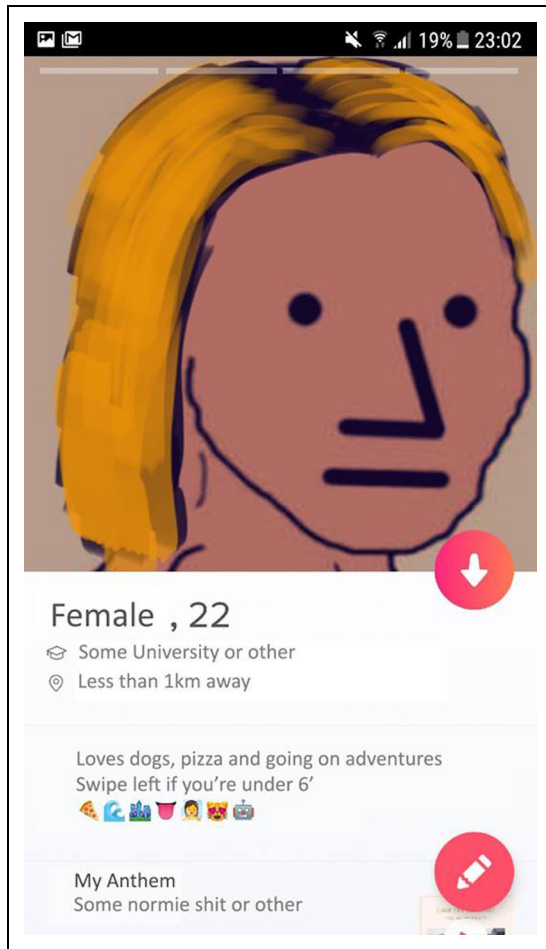 19% 23:02
Female , 22
Some University or other
Less than 1km away
Loves dogs, pizza and going on adventures
Swipe left if you’re under 6’
🍕🌊🏙👅💆😻🤖
My Anthem
Some normie shit or other